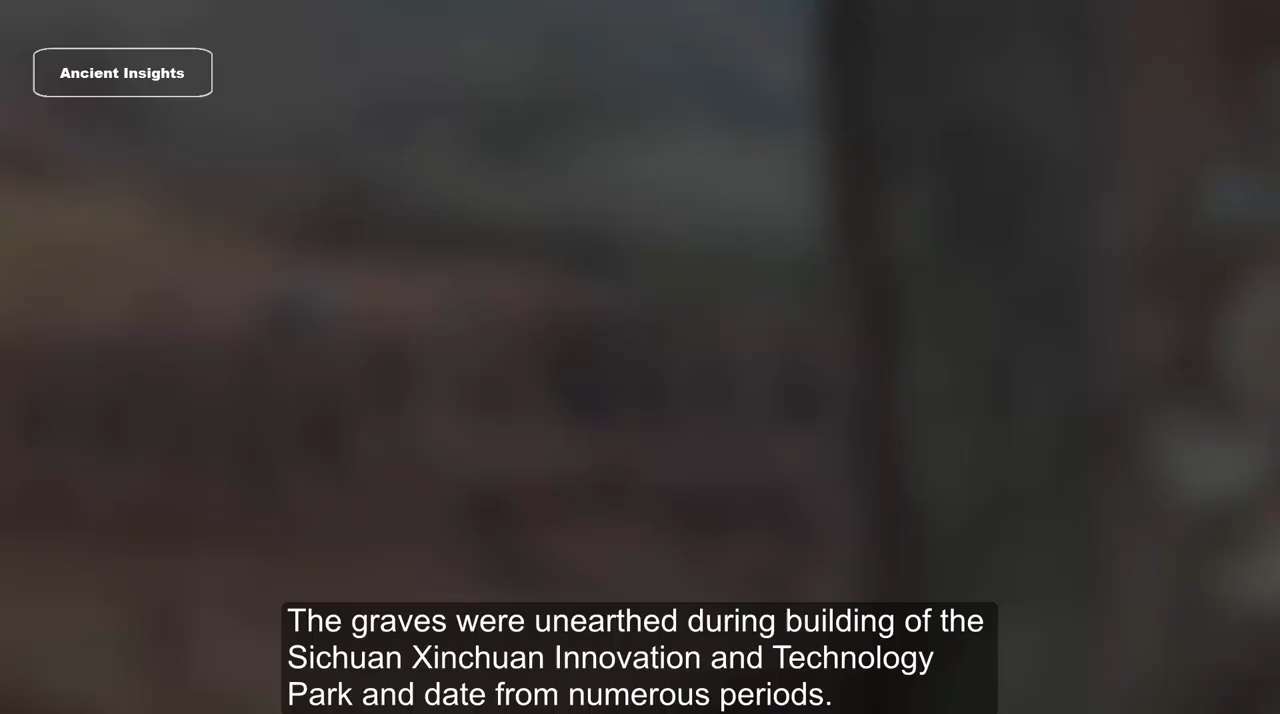 Ancient Insights
The graves were unearthed during building of the
Sichuan Xinchuan Innovation and Technology
Park and date from numerous periods.